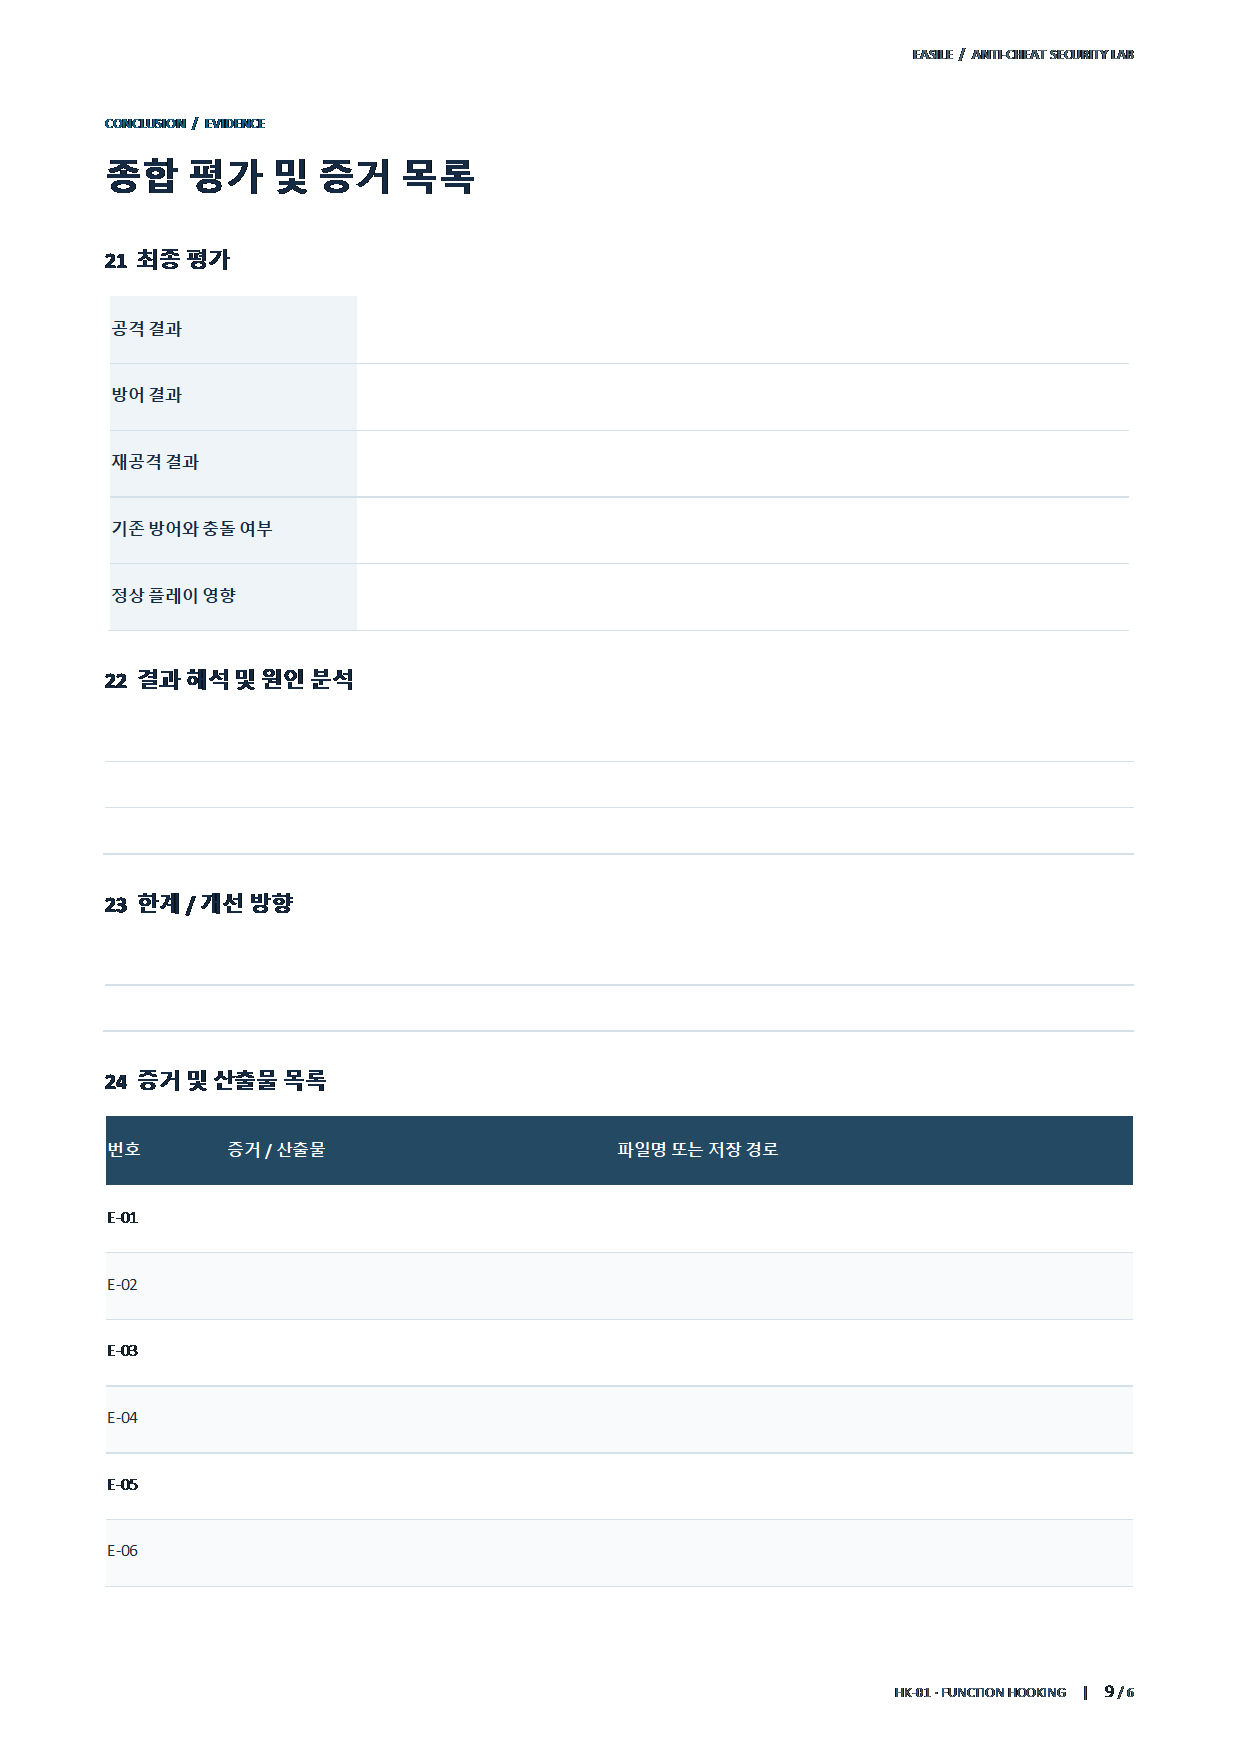 EASILE / ANTI-CHEAT SECURITY LAB
CONCLUSION / EVIDENCE
종합 평가 및 증거 목록
21 최종 평가
공격 결과
방어 결과
재공격 결과
기존 방어와 충돌 여부
정상 플레이 영향
22 결과 해석 및 원인 분석
23 한계 / 개선 방향
24 증거 및 산출물 목록
번호 증거 / 산출물 파일명 또는 저장 경로
E-01
E-02
E-03
E-04
E-05
E-06
HK-01 · FUNCTION HOOKING | 9 / 6